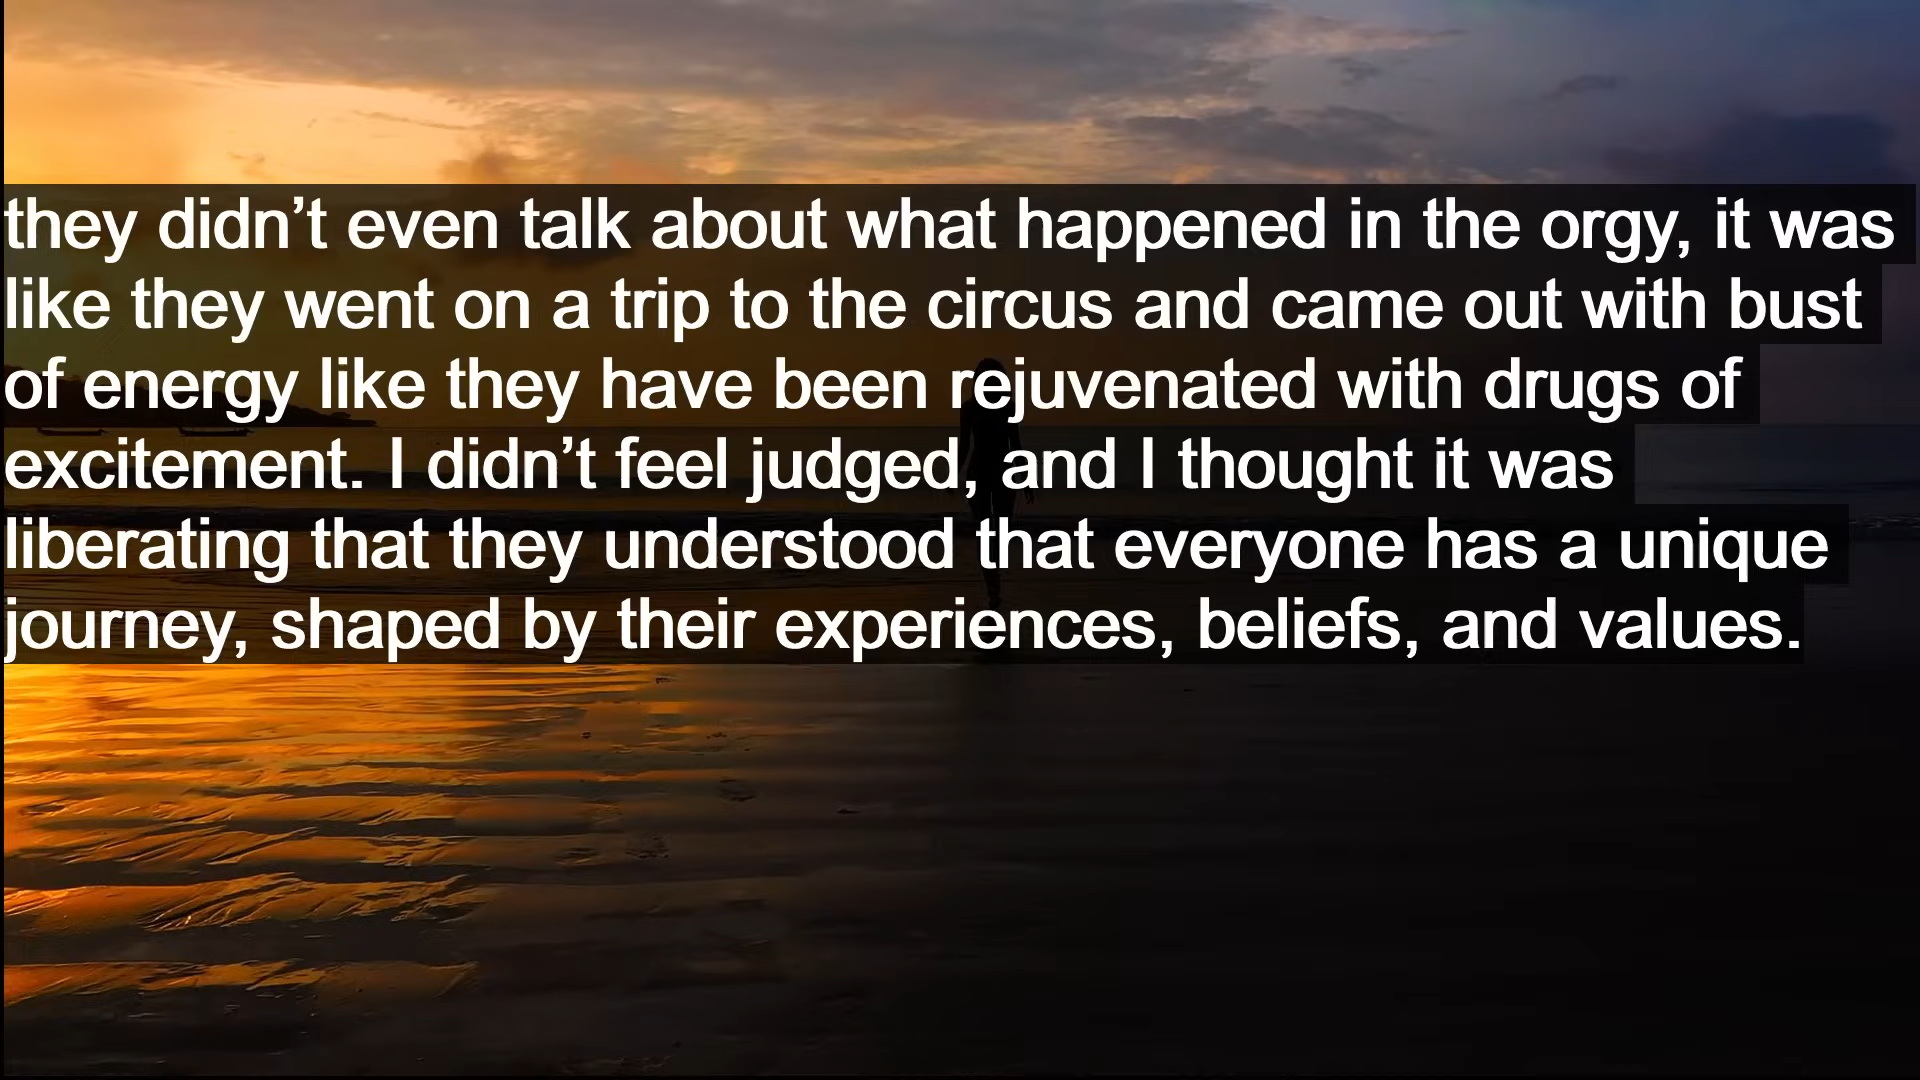 they didn’t even talk about what happened in the orgy, it was
like they went on a trip to the circus and came out with bust
of energy like they have been rejuvenated with drugs of
excitement. I didn’t feel judged, and I thought it was
liberating that they understood that everyone has a unique
journey, shaped by their experiences, beliefs, and values.